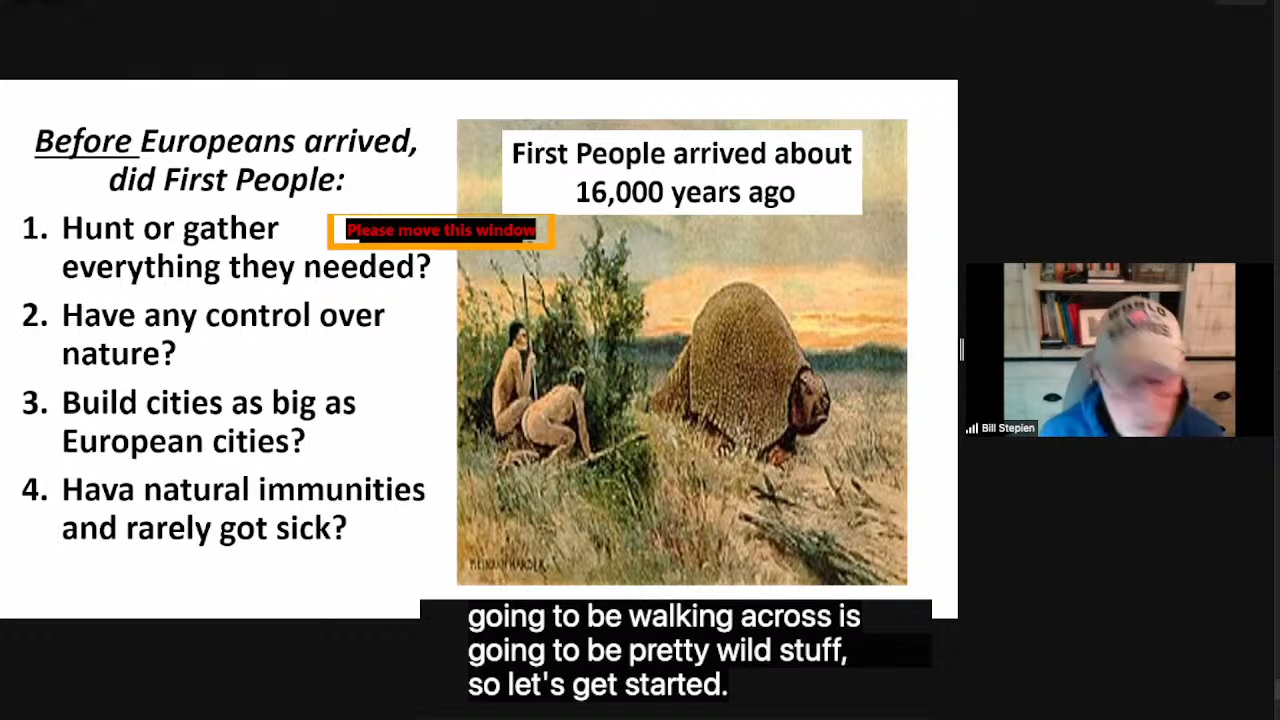 Before Europeans arrived,
did First People:
1. Hunt or gather
everything they needed?
2. Have any control over
nature?
3. Build cities as big as
European cities?
4. Hava natural immunities
and rarely got sick?
First People arrived about
16,000 years ago
Please move this window
WORLD
Bill Stepien
going to be walking across is
going to be pretty wild stuff,
so let's get started.